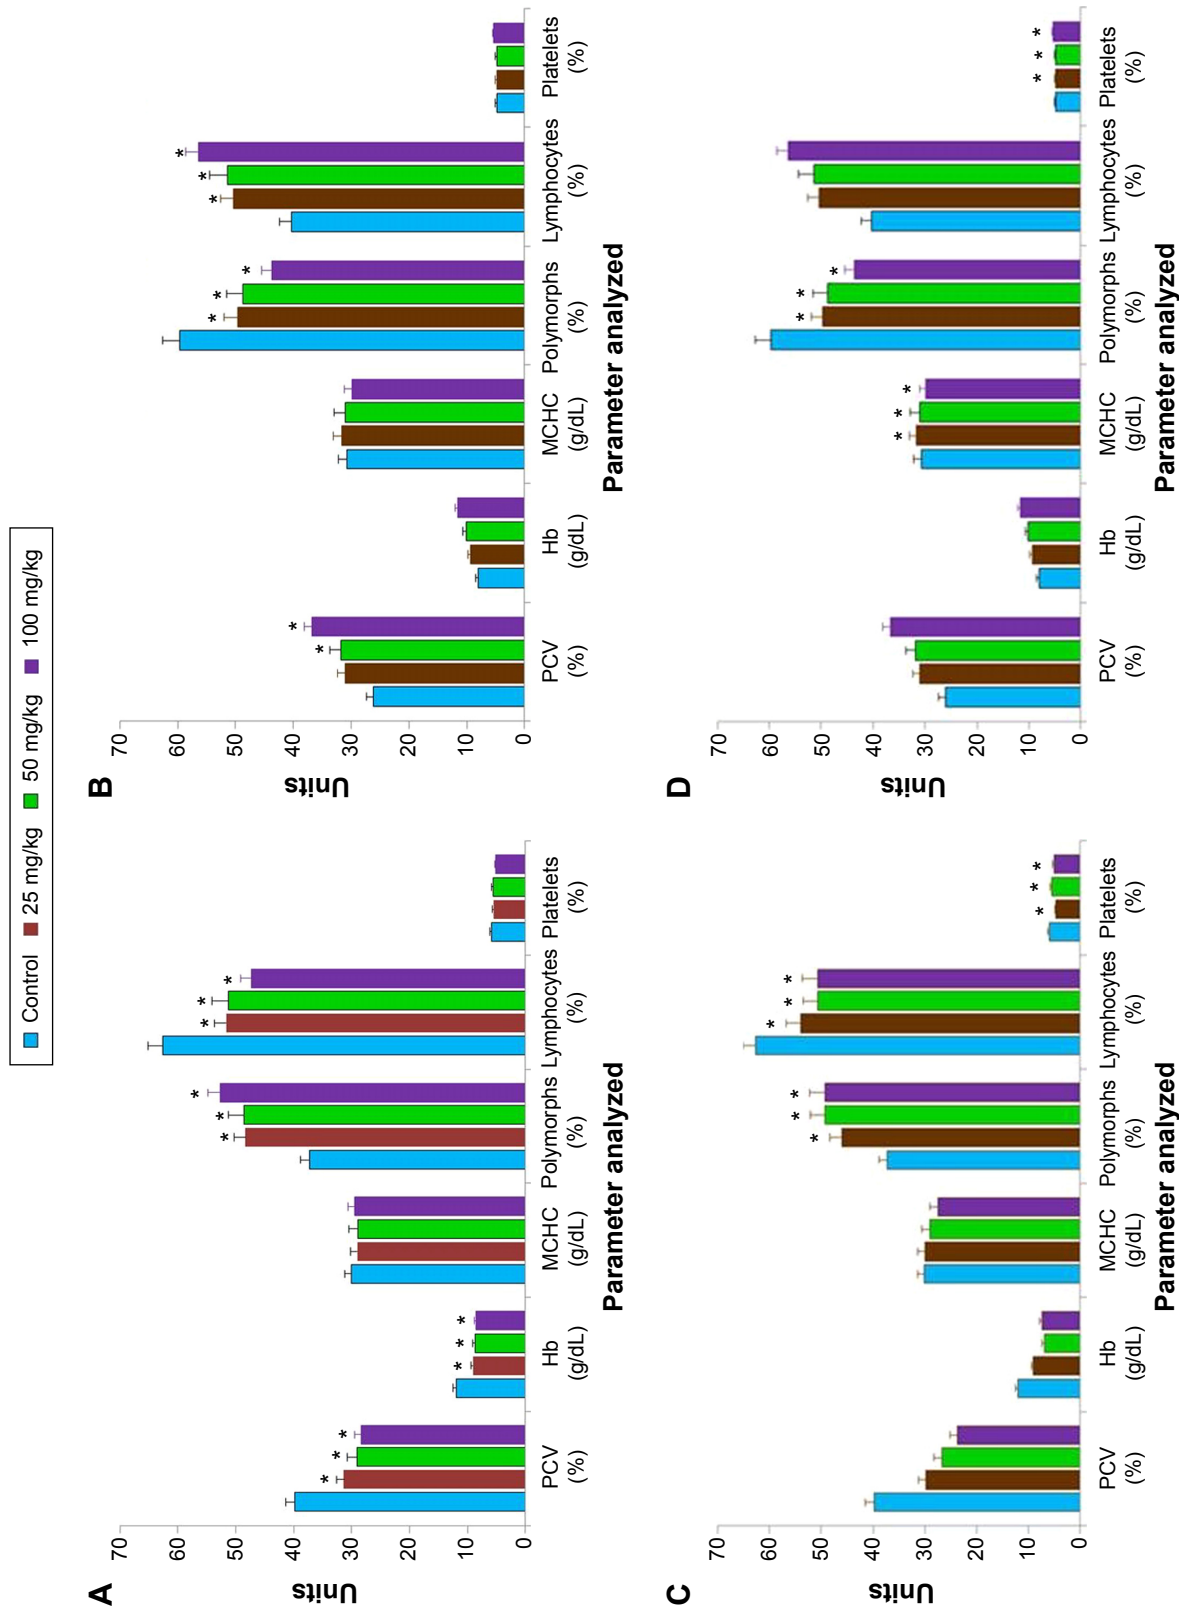 Control 25 mg/kg 50 mg/kg 100 mg/kg
A
70
60
50
40
30
20
10
0
Units
* * * * * * * * * * * *
PCV Hb MCHC Polymorphs Lymphocytes Platelets
(%) (g/dL) (g/dL) (%) (%) (%)
Parameter analyzed
B
70
60
50
40
30
20
10
0
Units
* * * * * * * *
PCV Hb MCHC Polymorphs Lymphocytes Platelets
(%) (g/dL) (g/dL) (%) (%) (%)
Parameter analyzed
C
70
60
50
40
30
20
10
0
Units
* * * * * * * * *
PCV Hb MCHC Polymorphs Lymphocytes Platelets
(%) (g/dL) (g/dL) (%) (%) (%)
Parameter analyzed
D
70
60
50
40
30
20
10
0
Units
* * * * * * * * *
PCV Hb MCHC Polymorphs Lymphocytes Platelets
(%) (g/dL) (g/dL) (%) (%) (%)
Parameter analyzed